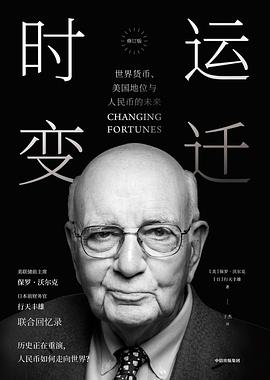 时运
变迁
修订版
世界货币、
美国地位与
人民币的未来
CHANGING
FORTUNES
美联储前主席
保罗·沃尔克
日本前财务官
行天丰雄
联合回忆录
历史正在重演,
人民币如何走向世界?
[美]保罗·沃尔克
[日]行天丰雄
著
于杰
译
中信出版集团